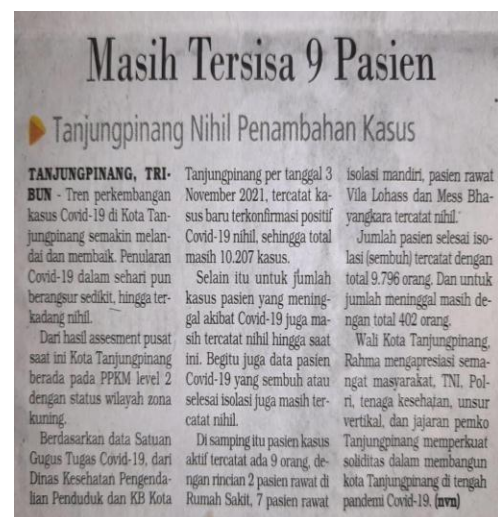 Masih Tersisa 9 Pasien
Tanjungpinang Nihil Penambahan Kasus
TANJUNGPINANG, TRI-
BUN - Tren perkembangan
kasus Covid-19 di Kota Tan-
jungpinang semakin melan-
dai dan membaik. Penularan
Covid-19 dalam sehari pun
berangsur sedikit, hingga ter-
kadang nihil.
Dari hasil assesment pusat
saat ini Kota Tanjungpinang
berada pada PPKM level 2
dengan status wilayah zona
kuning.
Berdasarkan data Satuan
Gugus Tugas Covid-19, dari
Dinas Kesehatan Pengenda-
lian Penduduk dan KB Kota
Tanjungpinang per tanggal 3
November 2021, tercatat ka-
sus baru terkonfirmasi positif
Covid-19 nihil, sehingga total
masih 10.207 kasus.
Selain itu untuk jumlah
kasus pasien yang mening-
gal akibat Covid-19 juga ma-
sih tercatat nihil hingga saat
ini. Begitu juga data pasien
Covid-19 yang sembuh atau
selesai isolasi juga masih ter-
catat nihil.
Di samping itu pasien kasus
aktif tercatat ada 9 orang, de-
ngan rincian 2 pasien rawat di
Rumah Sakit, 7 pasien rawat
isolasi mandiri, pasien rawat
Vila Lohass dan Mess Bha-
yangkara tercatat nihil.
Jumlah pasien selesai iso-
lasi (sembuh) tercatat dengan
total 9.796 orang. Dan untuk
jumlah meninggal masih de-
ngan total 402 orang.
Wali Kota Tanjungpinang,
Rahma mengapresiasi sema-
ngat masyarakat, TNI, Pol-
ri, tenaga kesehatan, unsur
vertikal, dan jajaran pemko
Tanjungpinang memperkuat
soliditas dalam membangun
kota Tanjungpinang di tengah
pandemi Covid-19. (nvn)